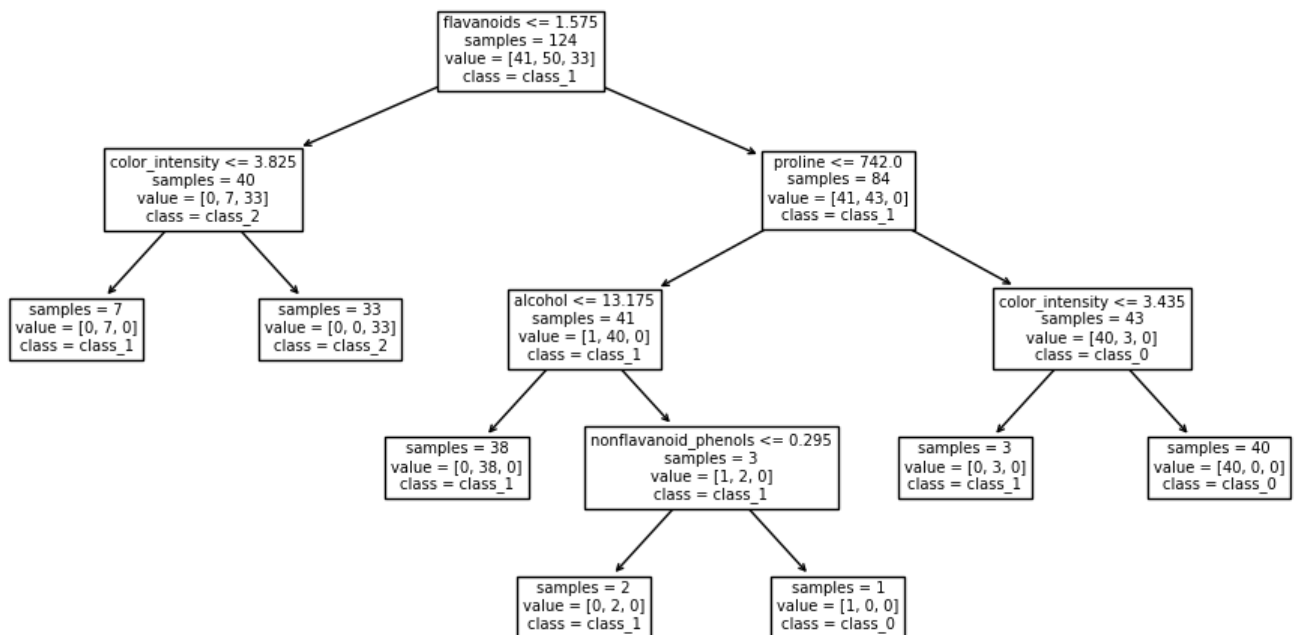 flavanoids <= 1.575
samples = 124
value = [41, 50, 33]
class = class_1
color_intensity <= 3.825
samples = 40
value = [0, 7, 33]
class = class_2
proline <= 742.0
samples = 84
value = [41, 43, 0]
class = class_1
samples = 7
value = [0, 7, 0]
class = class_1
samples = 33
value = [0, 0, 33]
class = class_2
alcohol <= 13.175
samples = 41
value = [1, 40, 0]
class = class_1
color_intensity <= 3.435
samples = 43
value = [40, 3, 0]
class = class_0
samples = 38
value = [0, 38, 0]
class = class_1
nonflavanoid_phenols <= 0.295
samples = 3
value = [1, 2, 0]
class = class_1
samples = 3
value = [0, 3, 0]
class = class_1
samples = 40
value = [40, 0, 0]
class = class_0
samples = 2
value = [0, 2, 0]
class = class_1
samples = 1
value = [1, 0, 0]
class = class_0